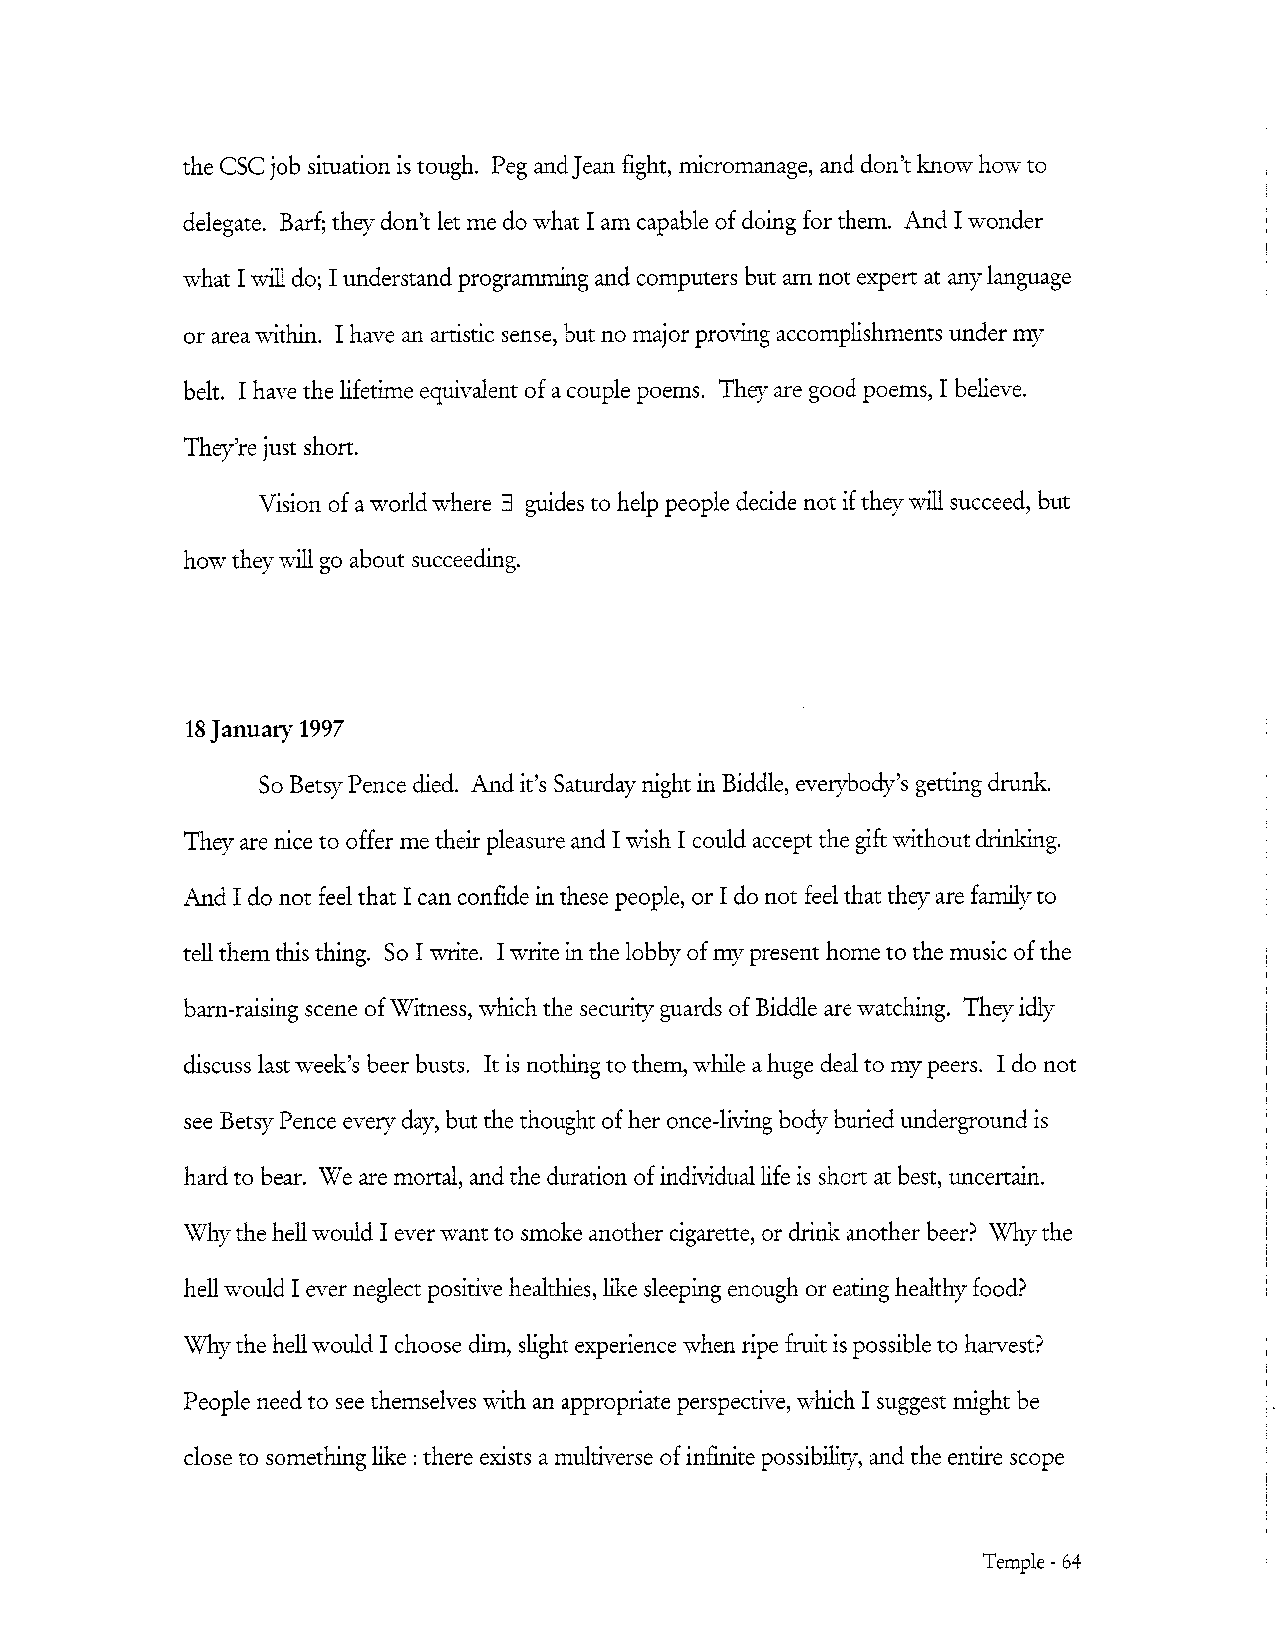 the CSC job situation is tough. Peg and Jean fight, micromanage, and don't know how to
delegate. Barf; they don't let me do what I am capable of doing for them. And I wonder
what I will do; I understand programming and computers but am not expert at any language
or area within. I have an artistic sense, but no major proving accomplishments under my
belt. I have the lifetime equivalent of a couple poems. They are good poems, I believe.
They're just short.
Vision of a world where ∃ guides to help people decide not if they will succeed, but
how they will go about succeeding.
18 January 1997
So Betsy Pence died. And it's Saturday night in Biddle, everybody's getting drunk.
They are nice to offer me their pleasure and I wish I could accept the gift without drinking.
And I do not feel that I can confide in these people, or I do not feel that they are family to
tell them this thing. So I write. I write in the lobby of my present home to the music of the
barn-raising scene of Witness, which the security guards of Biddle are watching. They idly
discuss last week's beer busts. It is nothing to them, while a huge deal to my peers. I do not
see Betsy Pence every day, but the thought of her once-living body buried underground is
hard to bear. We are mortal, and the duration of individual life is short at best, uncertain.
Why the hell would I ever want to smoke another cigarette, or drink another beer? Why the
hell would I ever neglect positive healthies, like sleeping enough or eating healthy food?
Why the hell would I choose dim, slight experience when ripe fruit is possible to harvest?
People need to see themselves with an appropriate perspective, which I suggest might be
close to something like : there exists a multiverse of infinite possibility, and the entire scope
Temple - 64